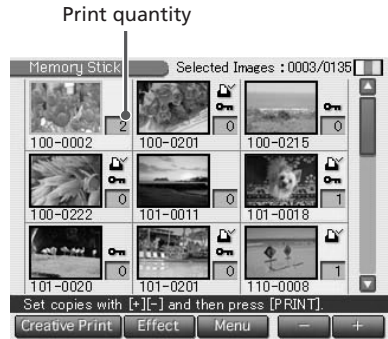 Print quantity
Memory Stick Selected Images : 0003/0135
2 0 0
100-0002 100-0201 100-0215
0 0 1
100-0222 101-0011 101-0018
0 0 1
101-0020 101-0201 110-0008
Set copies with [+][-] and then press [PRINT].
Creative Print Effect Menu - +